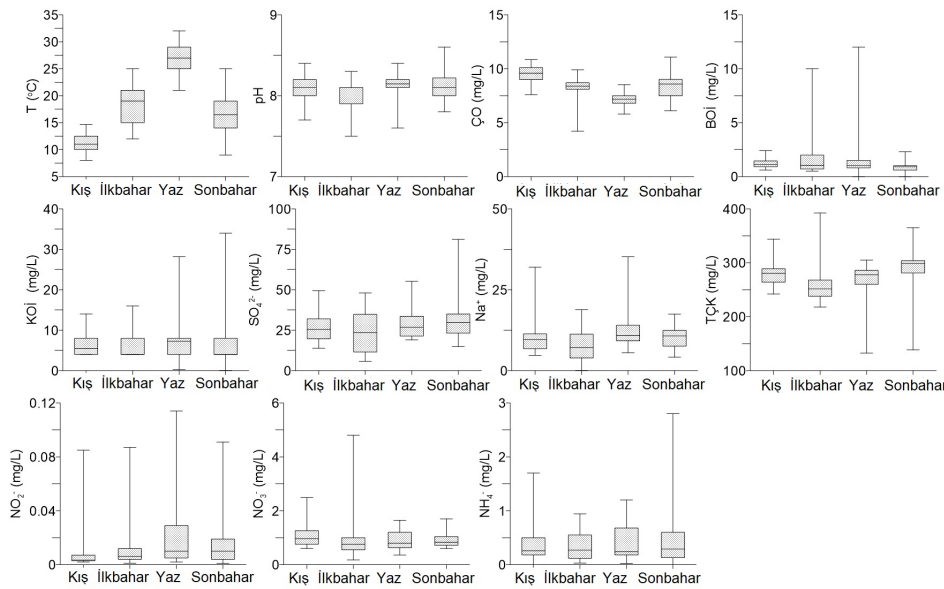 T (°C)
35
30
25
20
15
10
5
Kış İlkbahar Yaz Sonbahar
pH
9
8
7
Kış İlkbahar Yaz Sonbahar
ÇO (mg/L)
15
10
5
0
Kış İlkbahar Yaz Sonbahar
BOİ (mg/L)
15
10
5
0
Kış İlkbahar Yaz Sonbahar
KOİ (mg/L)
40
30
20
10
0
Kış İlkbahar Yaz Sonbahar
SO₄²⁻ (mg/L)
100
75
50
25
0
Kış İlkbahar Yaz Sonbahar
Na⁺ (mg/L)
50
25
0
Kış İlkbahar Yaz Sonbahar
TÇK (mg/L)
400
300
200
100
Kış İlkbahar Yaz Sonbahar
NO₂⁻ (mg/L)
0.12
0.08
0.04
0
Kış İlkbahar Yaz Sonbahar
NO₃⁻ (mg/L)
6
4
2
0
Kış İlkbahar Yaz Sonbahar
NH₄⁻ (mg/L)
3
2
1
0
Kış İlkbahar Yaz Sonbahar